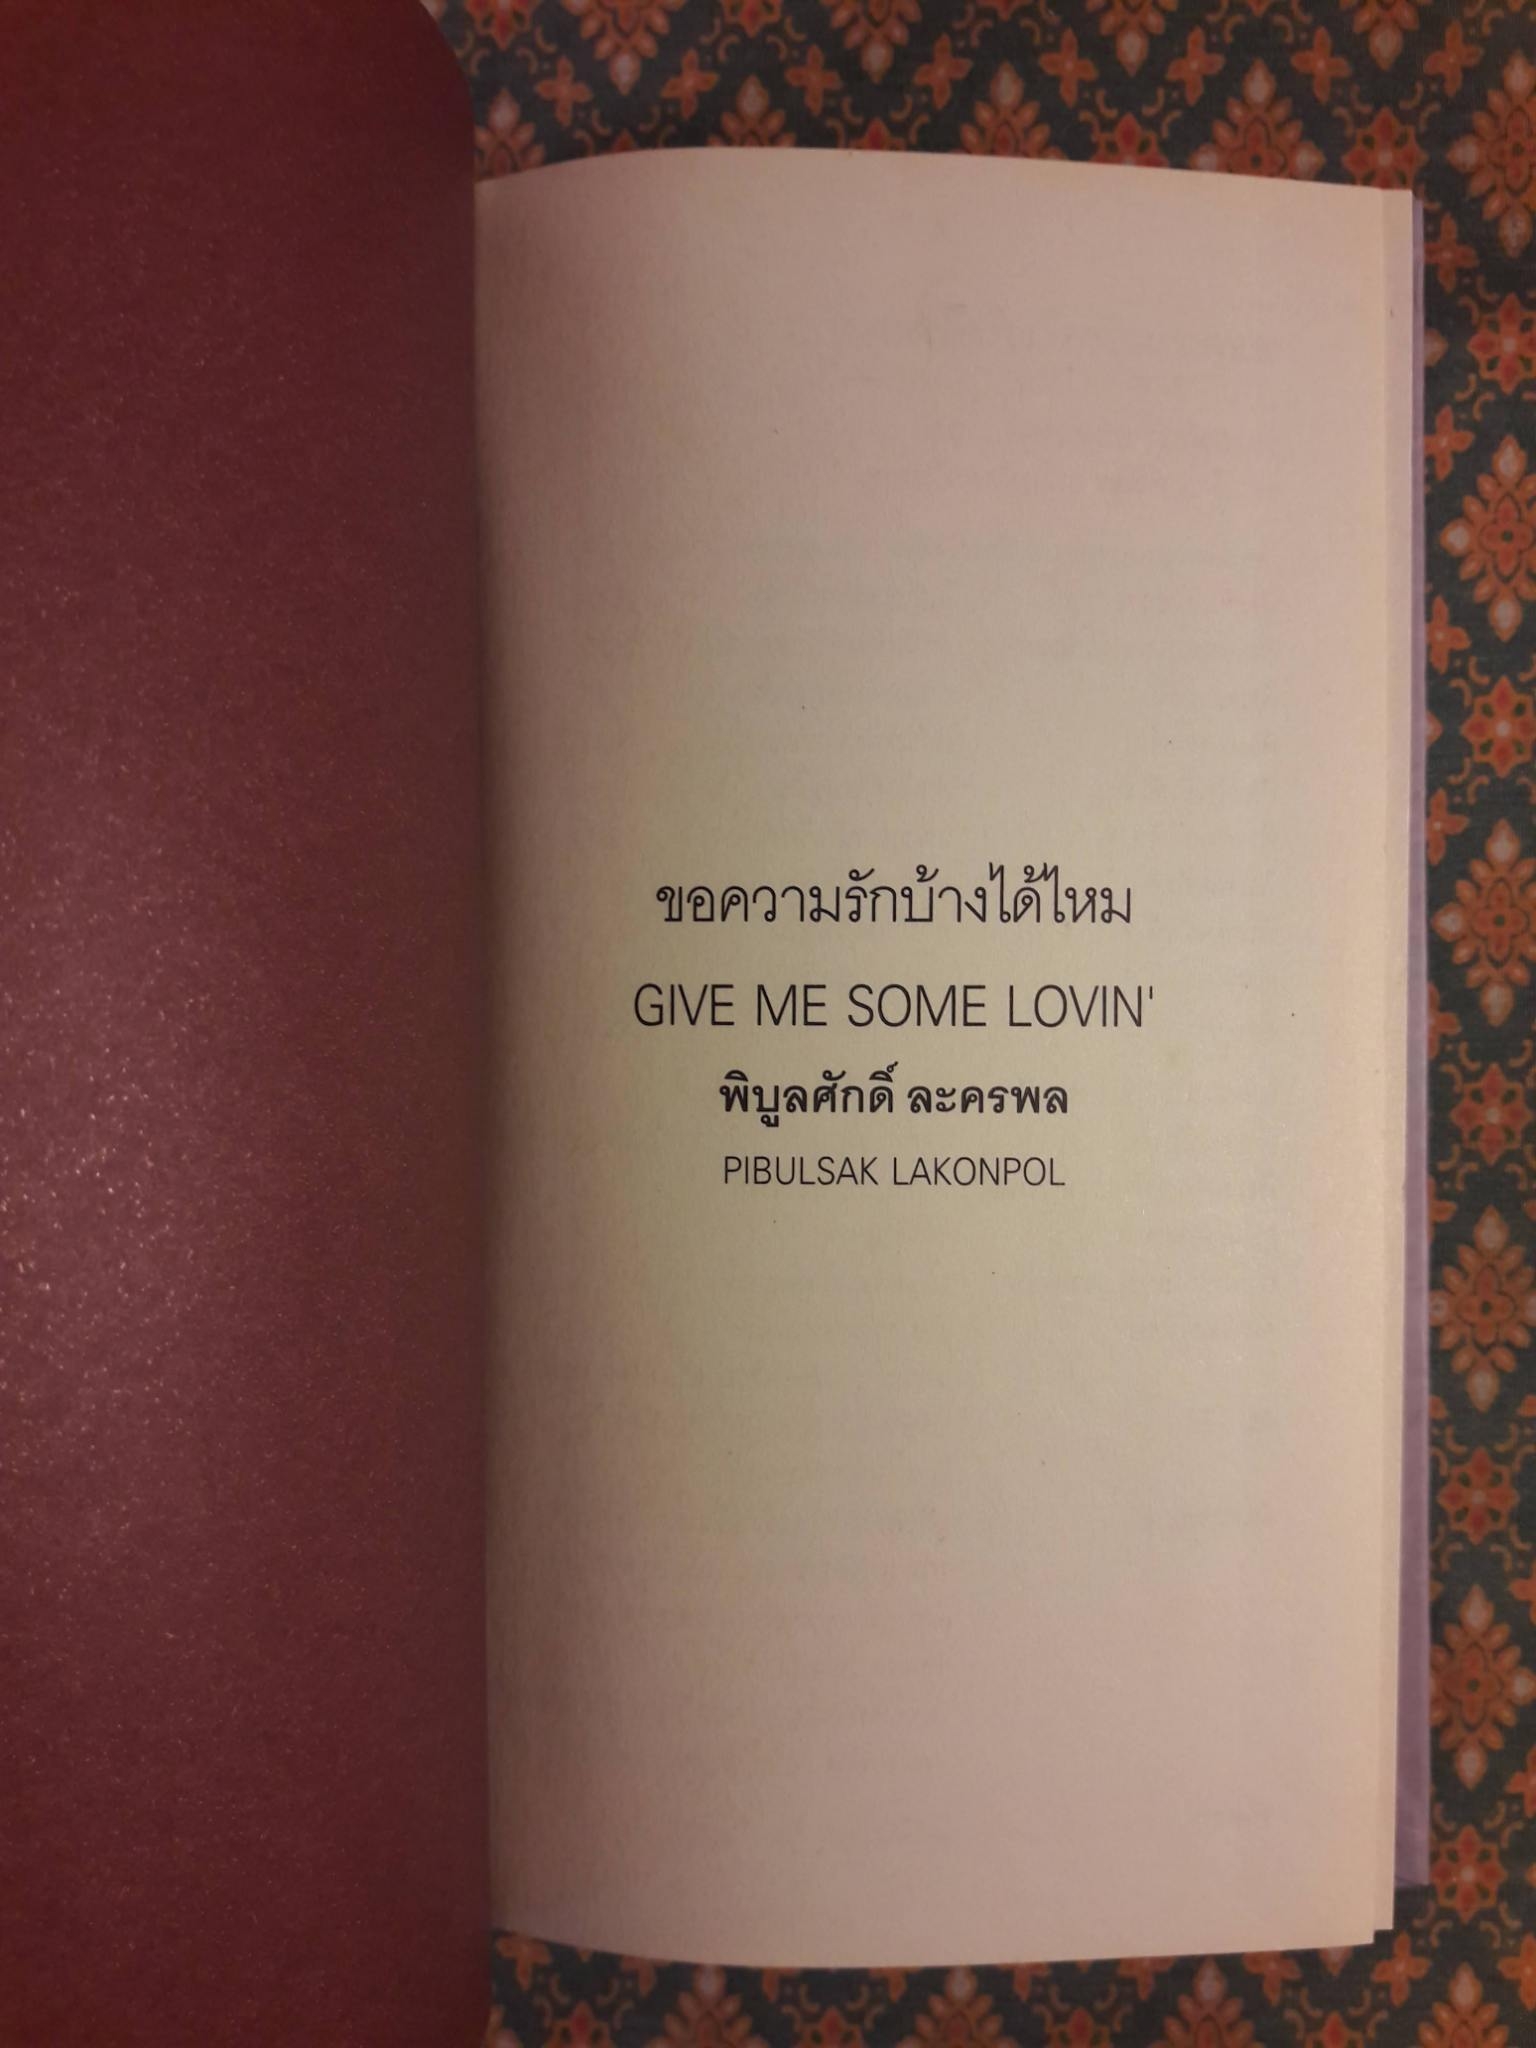 ขอความรักบ้างได้ไหม
GIVE ME SOME LOVIN'
พิบูลศักดิ์ ละครพล
PIBULSAK LAKONPOL